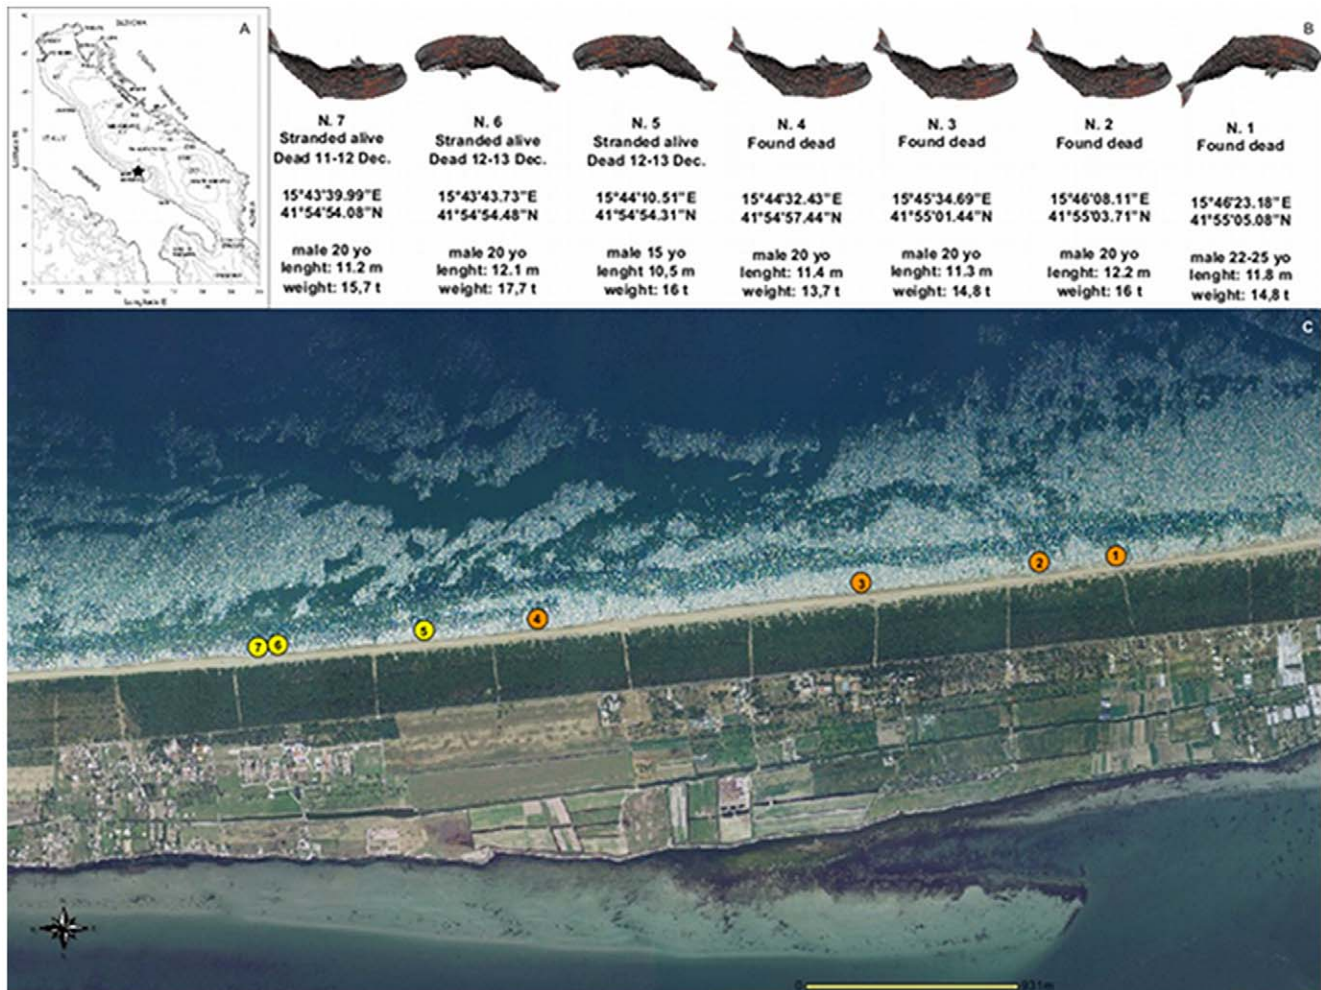 A
B
N. 7
Stranded alive
Dead 11-12 Dec.
15°43'39.99"E
41°54'54.08"N
male 20 yo
lenght: 11.2 m
weight: 15,7 t
N. 6
Stranded alive
Dead 12-13 Dec.
15°43'43.73"E
41°54'54.48"N
male 20 yo
lenght: 12.1 m
weight: 17,7 t
N. 5
Stranded alive
Dead 12-13 Dec.
15°44'10.51"E
41°54'54.31"N
male 15 yo
lenght 10,5 m
weight: 16 t
N. 4
Found dead
15°44'32.43"E
41°54'57.44"N
male 20 yo
lenght: 11.4 m
weight: 13,7 t
N. 3
Found dead
15°45'34.69"E
41°55'01.44"N
male 20 yo
lenght: 11.3 m
weight: 14,8 t
N. 2
Found dead
15°46'08.11"E
41°55'03.71"N
male 20 yo
lenght: 12.2 m
weight: 16 t
N. 1
Found dead
15°46'23.18"E
41°55'05.08"N
male 22-25 yo
lenght: 11.8 m
weight: 14,8 t
Longitude E
C
1
2
3
4
5
6
7
0
931m